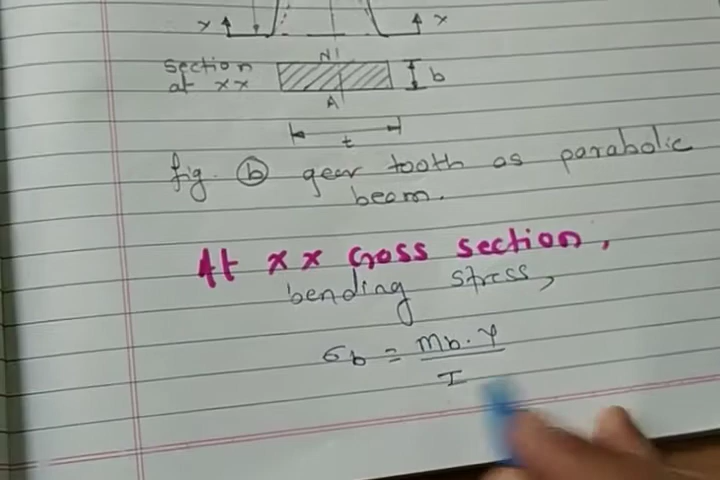 x x
N
section
at xx
b
A
t
fig. ⓑ gear tooth as parabolic
beam.
At xx cross section,
bending stress,
σb = Mb. y
I